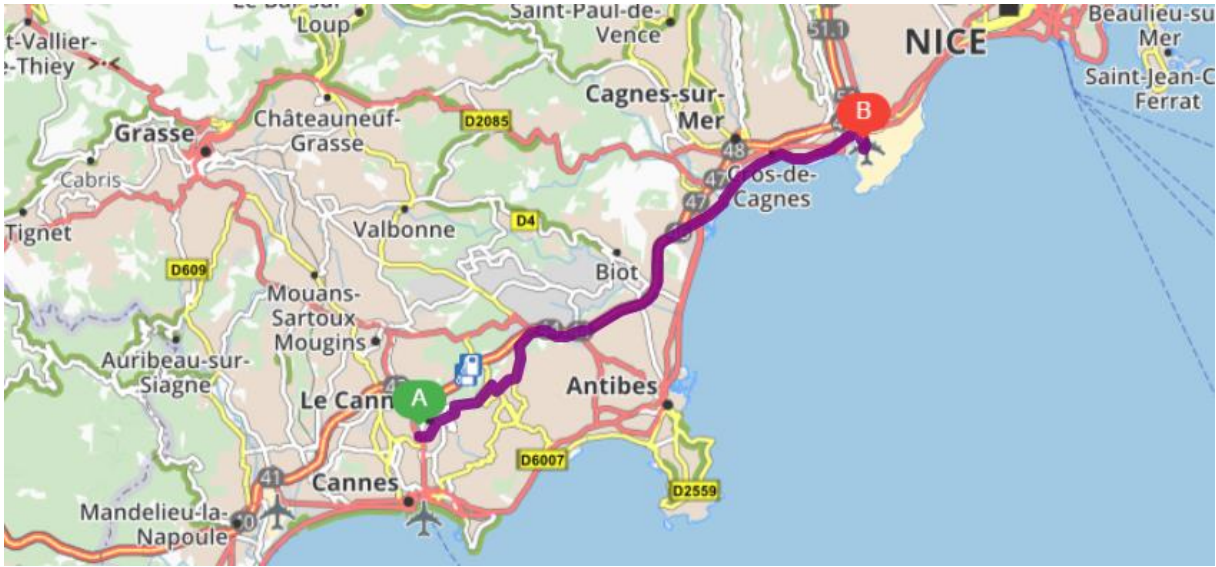 Loup
Saint-Paul-de-
Vence
51.1
NICE
Beaulieu-su
Mer
Saint-Jean-C
Ferrat
t-Vallier-
e-Thiey
Châteauneuf-
Grasse
D2085
Cagnes-sur-
Mer
B
48
Grasse
Cabris
47
Cros-de-
Cagnes
47
Tignet
Valbonne
D4
D609
Biot
Mouans-
Sartoux
Mougins
Auribeau-sur-
Siagne
Antibes
Le Cann
A
D6007
41
Cannes
D2559
Mandelieu-la-
Napoule